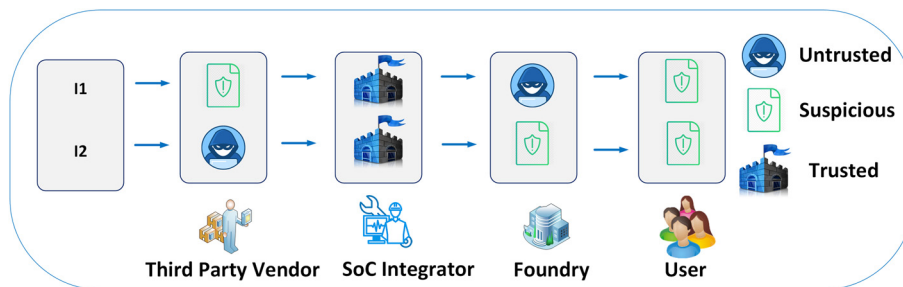 I1
I2
Untrusted
Suspicious
Trusted
Third Party Vendor
SoC Integrator
Foundry
User